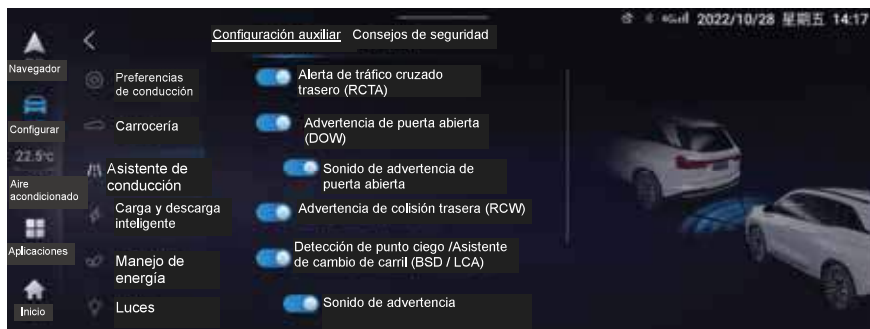 4G 2022/10/28 星期五 14:17
Configuración auxiliar Consejos de seguridad
Navegador
Configurar
22.5°C
Aire
acondicionado
Aplicaciones
Inicio
Preferencias
de conducción
Carrocería
Asistente de
conducción
Carga y descarga
inteligente
Manejo de
energía
Luces
Alerta de tráfico cruzado
trasero (RCTA)
Advertencia de puerta abierta
(DOW)
Sonido de advertencia de
puerta abierta
Advertencia de colisión trasera (RCW)
Detección de punto ciego /Asistente
de cambio de carril (BSD / LCA)
Sonido de advertencia